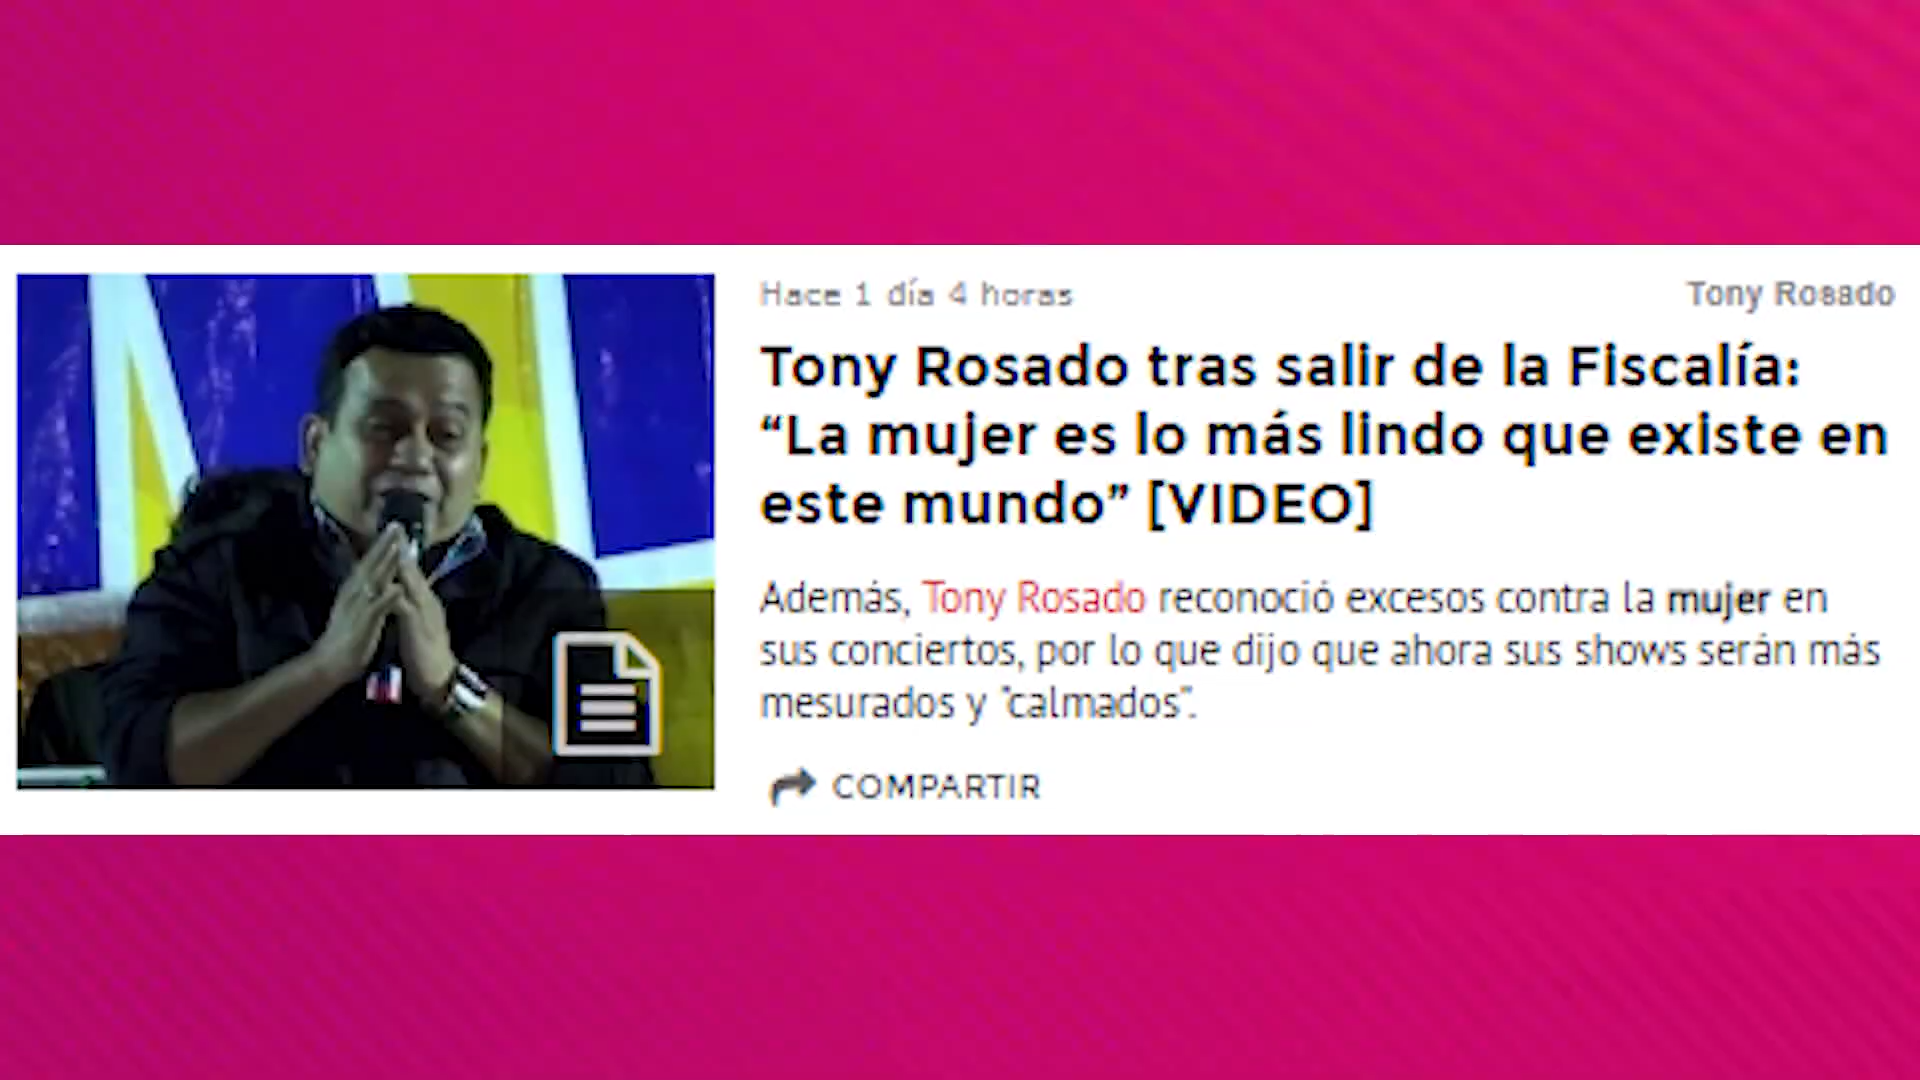 Hace 1 día 4 horas
Tony Rosado
Tony Rosado tras salir de la Fiscalía:
“La mujer es lo más lindo que existe en
este mundo” [VIDEO]
Además, Tony Rosado reconoció excesos contra la mujer en
sus conciertos, por lo que dijo que ahora sus shows serán más
mesurados y "calmados".
COMPARTIR